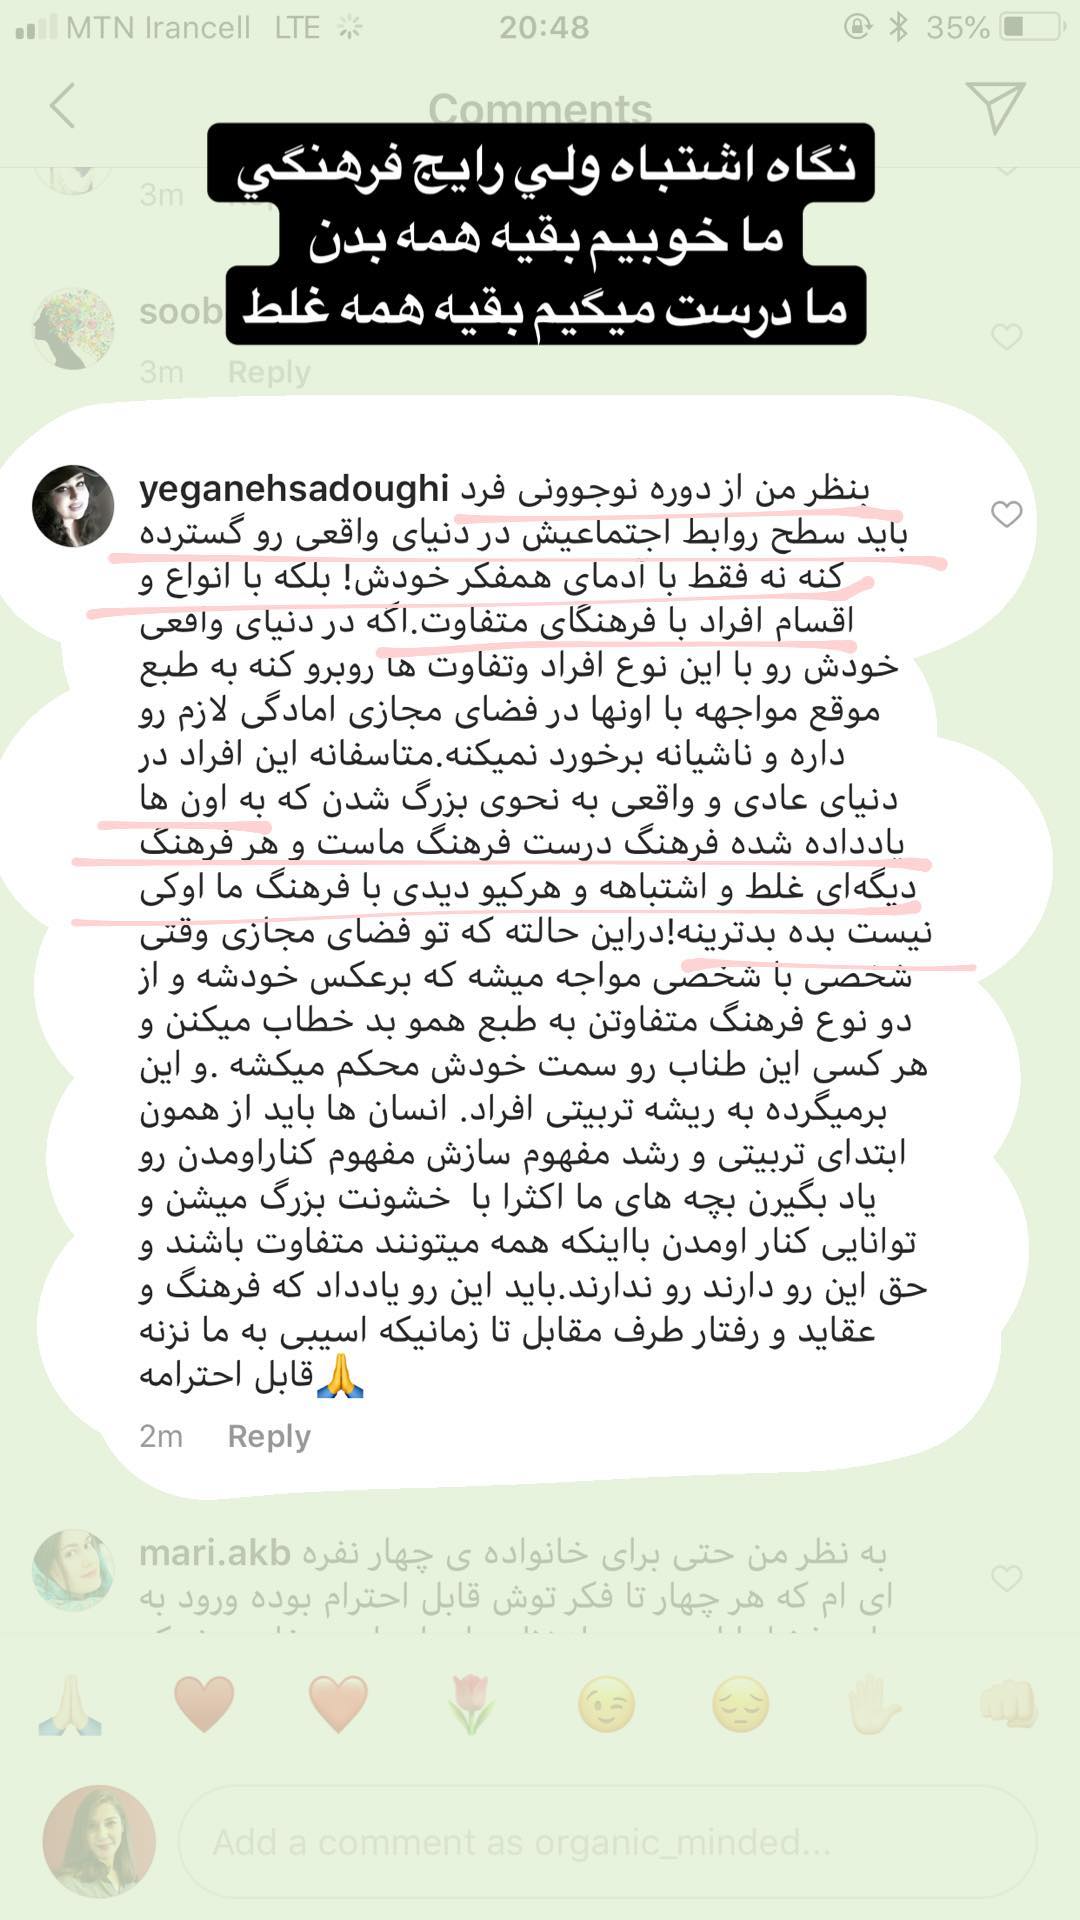 MTN Irancell LTE 20:48 35%
Comments
3m
نگاه اشتباه ولي رايج فرهنگي
ما خوبيم بقيه همه بدن
ما درست ميگيم بقيه همه غلط
soob
3m Reply
yeganehsadoughi بنظر من از دوره نوجوونی فرد
باید سطح روابط اجتماعیش در دنیای واقعی رو گسترده
کنه نه فقط با آدمای همفکر خودش! بلکه با انواع و
اقسام افراد با فرهنگای متفاوت.اگه در دنیای واقعی
خودش رو با این نوع افراد وتفاوت ها روبرو کنه به طبع
موقع مواجهه با اونها در فضای مجازی امادگی لازم رو
داره و ناشیانه برخورد نمیکنه.متاسفانه این افراد در
دنیای عادی و واقعی به نحوی بزرگ شدن که به اون ها
یادداده شده فرهنگ درست فرهنگ ماست و هر فرهنگ
دیگه‌ای غلط و اشتباهه و هرکیو دیدی با فرهنگ ما اوکی
نیست بده بدترینه!دراین حالته که تو فضای مجازی وقتی
شخصی با شخصی مواجه میشه که برعکس خودشه و از
دو نوع فرهنگ متفاوتن به طبع همو بد خطاب میکنن و
هر کسی این طناب رو سمت خودش محکم میکشه .و این
برمیگرده به ریشه تربیتی افراد. انسان ها باید از همون
ابتدای تربیتی و رشد مفهوم سازش مفهوم کناراومدن رو
یاد بگیرن بچه های ما اکثرا با خشونت بزرگ میشن و
توانایی کنار اومدن بااینکه همه میتونند متفاوت باشند و
حق این رو دارند رو ندارند.باید این رو یادداد که فرهنگ و
عقاید و رفتار طرف مقابل تا زمانیکه اسیبی به ما نزنه
قابل احترامه🙏
2m Reply
mari.akb به نظر من حتی برای خانواده ی چهار نفره
ای ام که هر چهار تا فکر توش قابل احترام بوده ورود به
Add a comment as organic_minded...